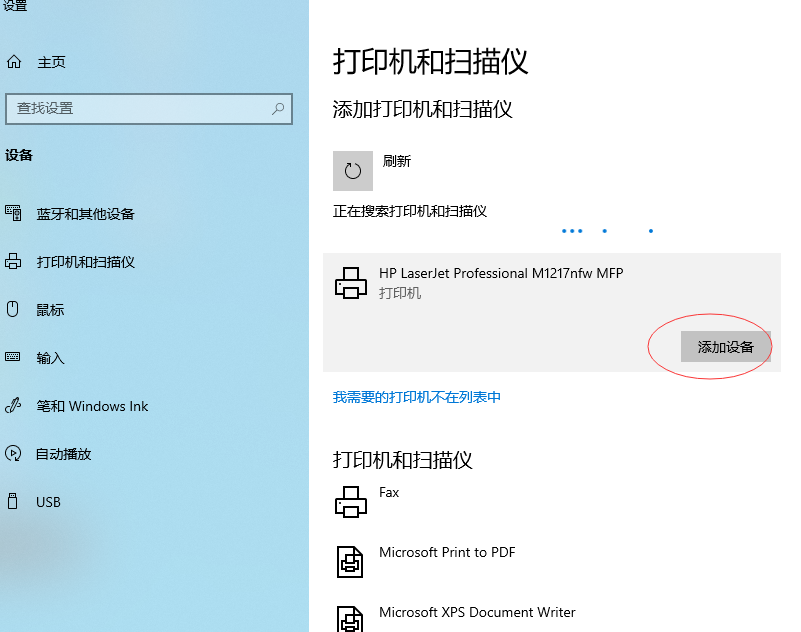 设置
主页
查找设置
设备
蓝牙和其他设备
打印机和扫描仪
鼠标
输入
笔和 Windows Ink
自动播放
USB
打印机和扫描仪
添加打印机和扫描仪
刷新
正在搜索打印机和扫描仪
HP LaserJet Professional M1217nfw MFP
打印机
添加设备
我需要的打印机不在列表中
打印机和扫描仪
Fax
Microsoft Print to PDF
Microsoft XPS Document Writer